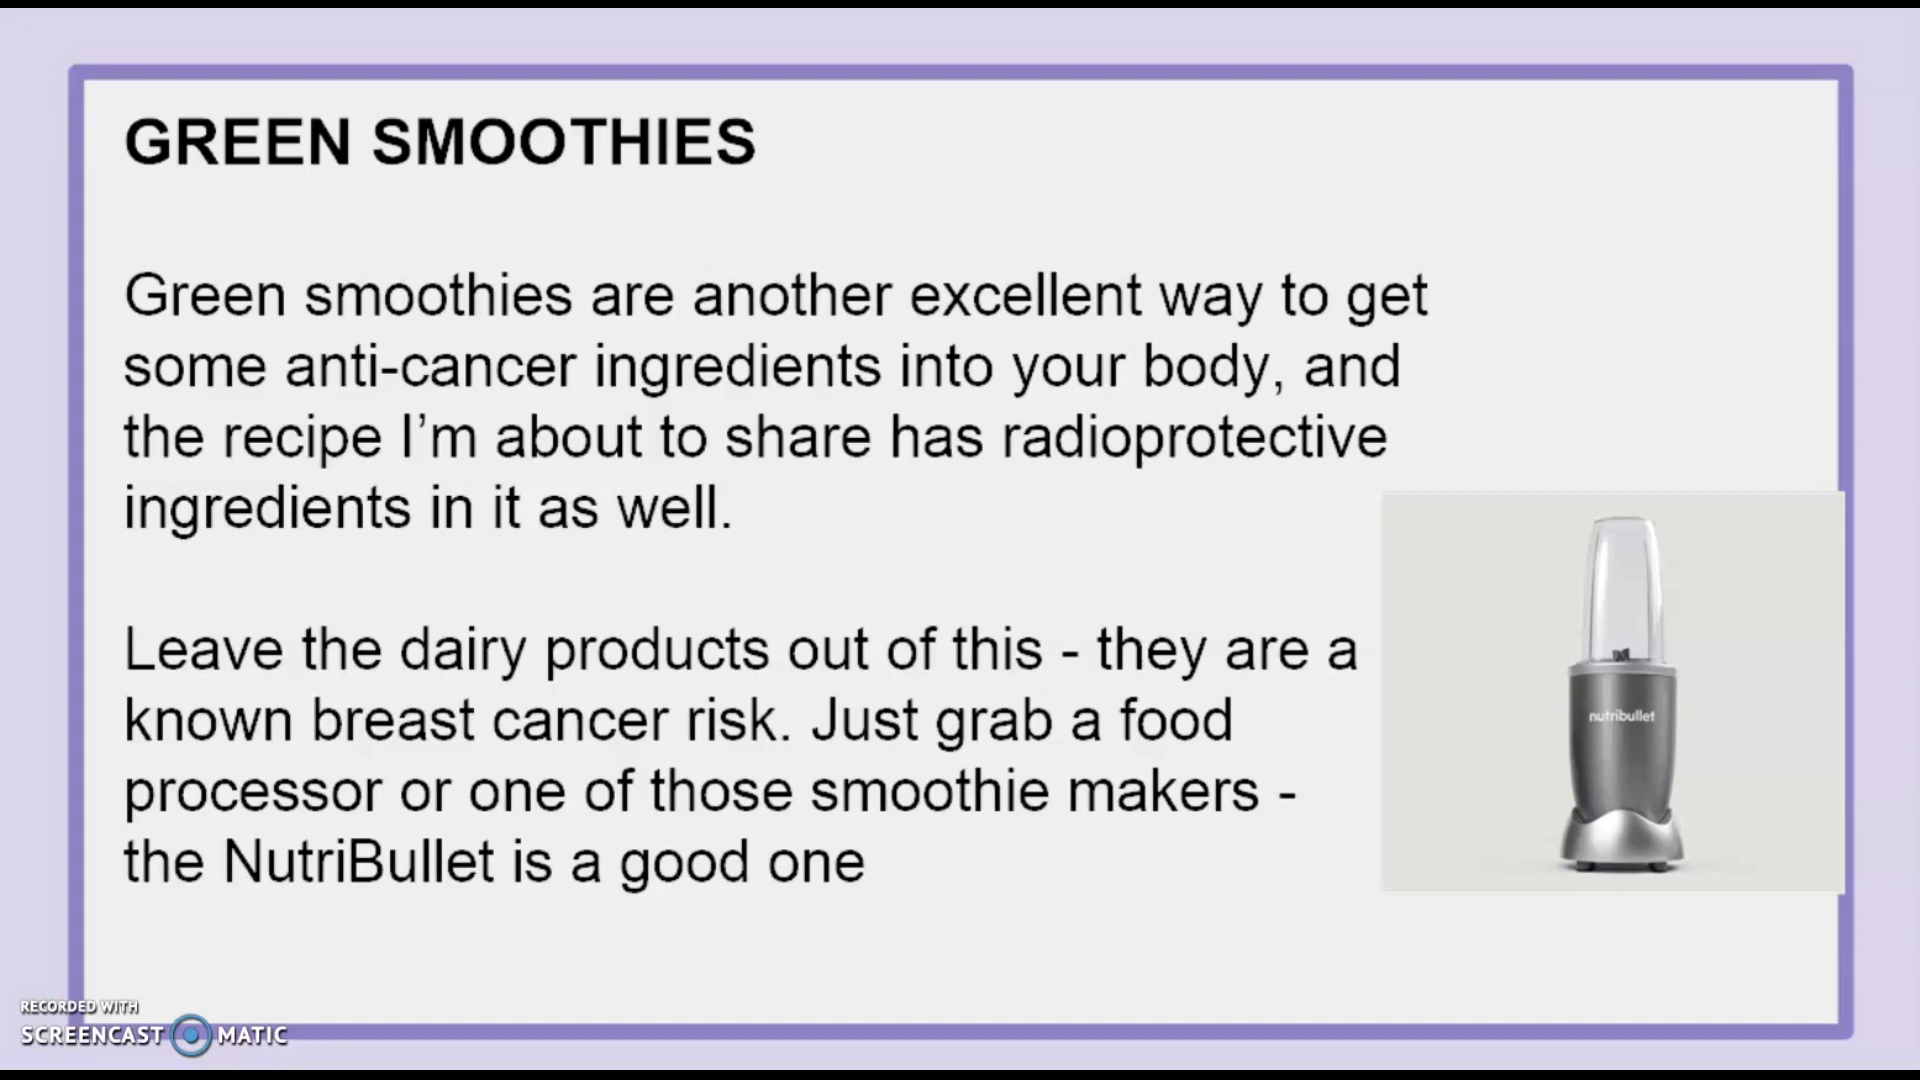 GREEN SMOOTHIES
Green smoothies are another excellent way to get
some anti-cancer ingredients into your body, and
the recipe I’m about to share has radioprotective
ingredients in it as well.
Leave the dairy products out of this - they are a
known breast cancer risk. Just grab a food
processor or one of those smoothie makers -
the NutriBullet is a good one
nutribullet
RECORDED WITH
SCREENCAST MATIC